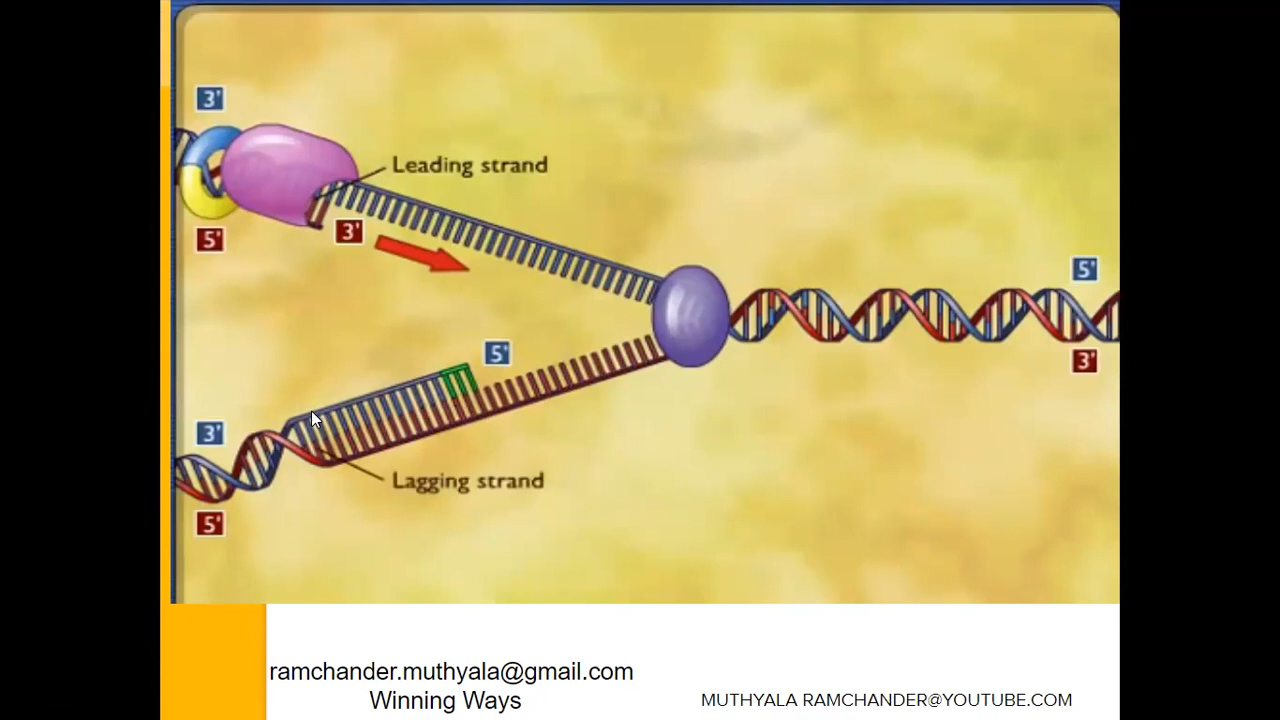 3'
Leading strand
5'
3'
5'
5'
3'
3'
Lagging strand
5'
ramchander.muthyala@gmail.com
Winning Ways
MUTHYALA RAMCHANDER@YOUTUBE.COM